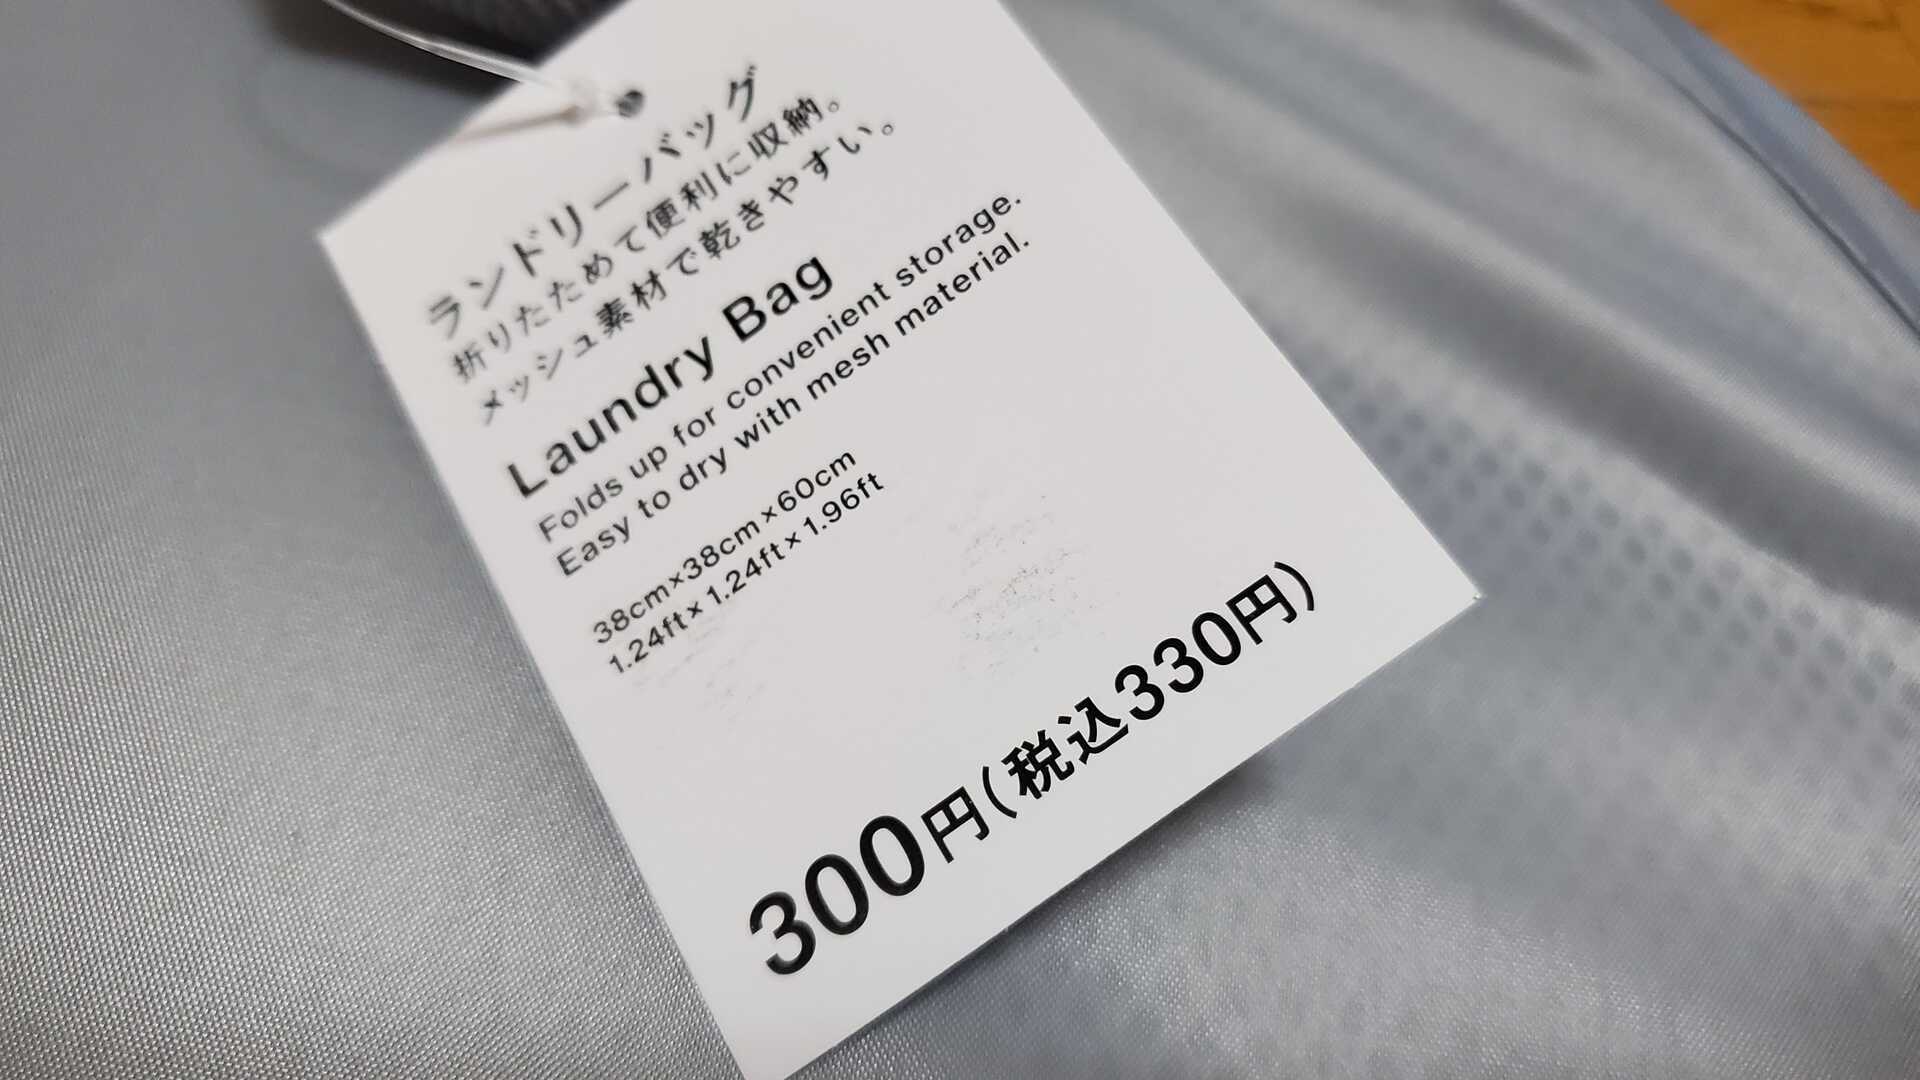 ランドリーバッグ
折りたためて便利に収納。
メッシュ素材で乾きやすい。
Laundry Bag
Folds up for convenient storage.
Easy to dry with mesh material.
38cm×38cm×60cm
1.24ft×1.24ft×1.96ft
300円(税込330円)